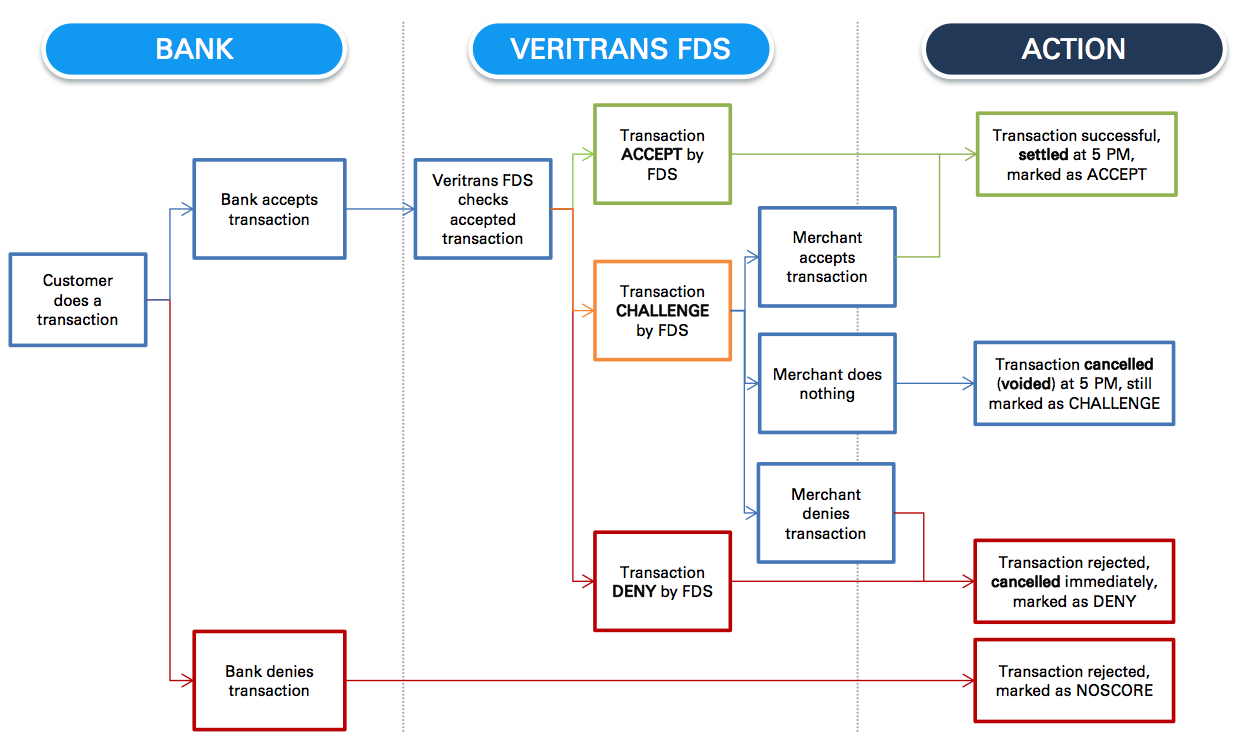 BANK
VERITRANS FDS
ACTION
Customer
does a
transaction
Bank accepts
transaction
Veritrans FDS
checks
accepted
transaction
Transaction
ACCEPT by
FDS
Transaction successful,
settled at 5 PM,
marked as ACCEPT
Transaction
CHALLENGE
by FDS
Merchant
accepts
transaction
Merchant does
nothing
Transaction cancelled
(voided) at 5 PM, still
marked as CHALLENGE
Merchant
denies
transaction
Transaction
DENY by FDS
Transaction rejected,
cancelled immediately,
marked as DENY
Bank denies
transaction
Transaction rejected,
marked as NOSCORE